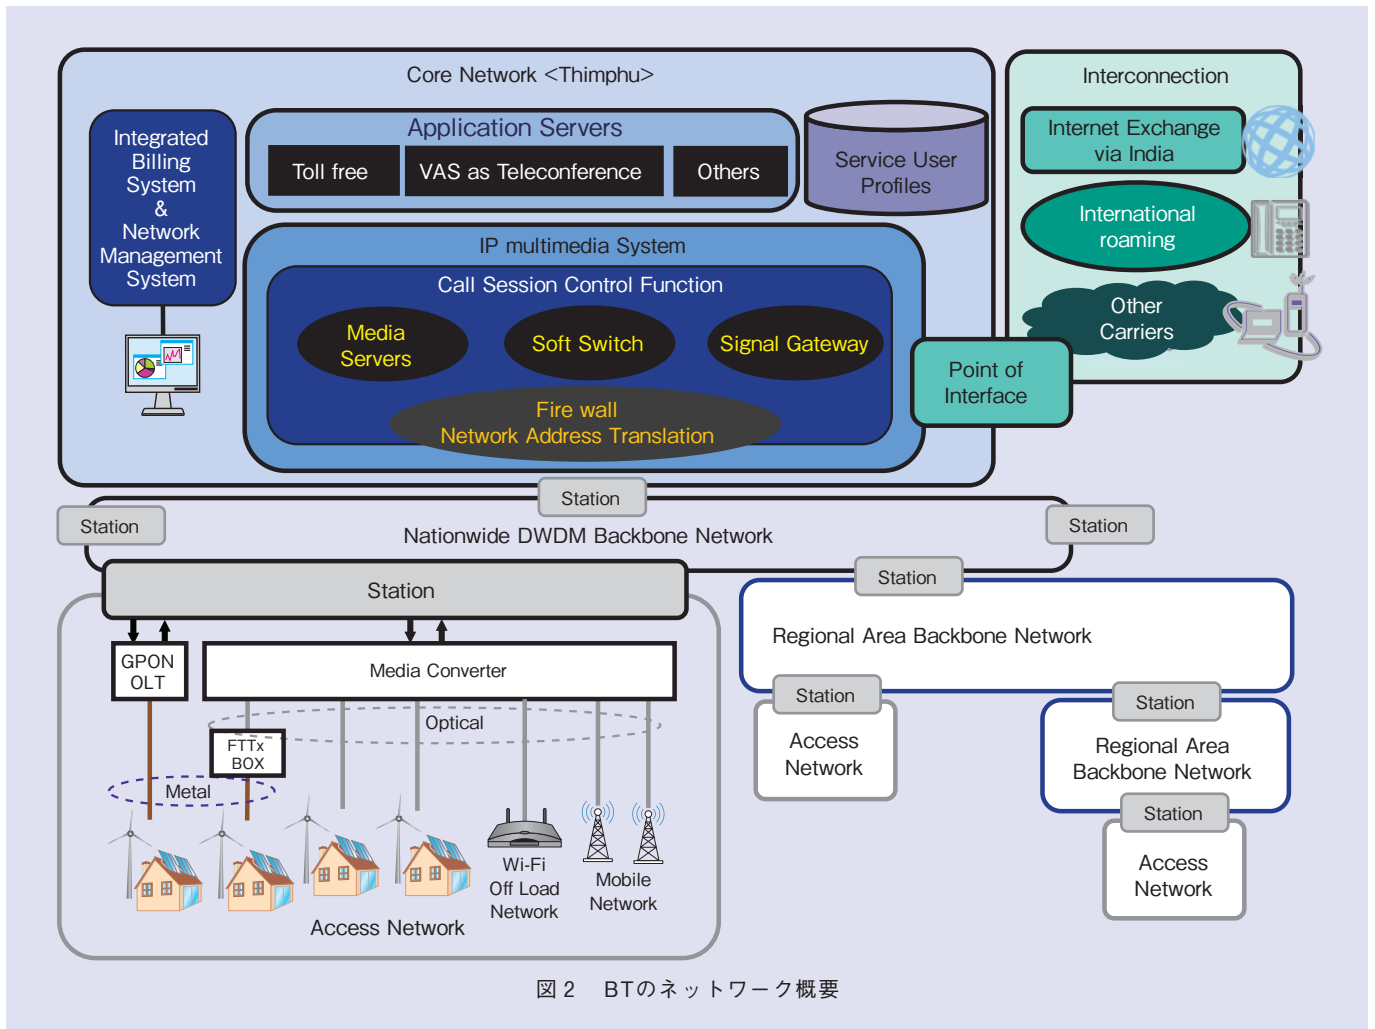 Core Network <Thimphu>
Integrated
Billing
System
&
Network
Management
System
Application Servers
Toll free
VAS as Teleconference
Others
Service User
Profiles
IP multimedia System
Call Session Control Function
Media
Servers
Soft Switch
Signal Gateway
Fire wall
Network Address Translation
Interconnection
Internet Exchange
via India
International
roaming
Other
Carriers
Point of
Interface
Station
Station
Nationwide DWDM Backbone Network
Station
Station
GPON
OLT
Media Converter
Optical
FTTx
BOX
Metal
Wi-Fi
Off Load
Network
Mobile
Network
Access Network
Station
Regional Area Backbone Network
Station
Access
Network
Station
Regional Area
Backbone Network
Station
Access
Network
図2 BTのネットワーク概要